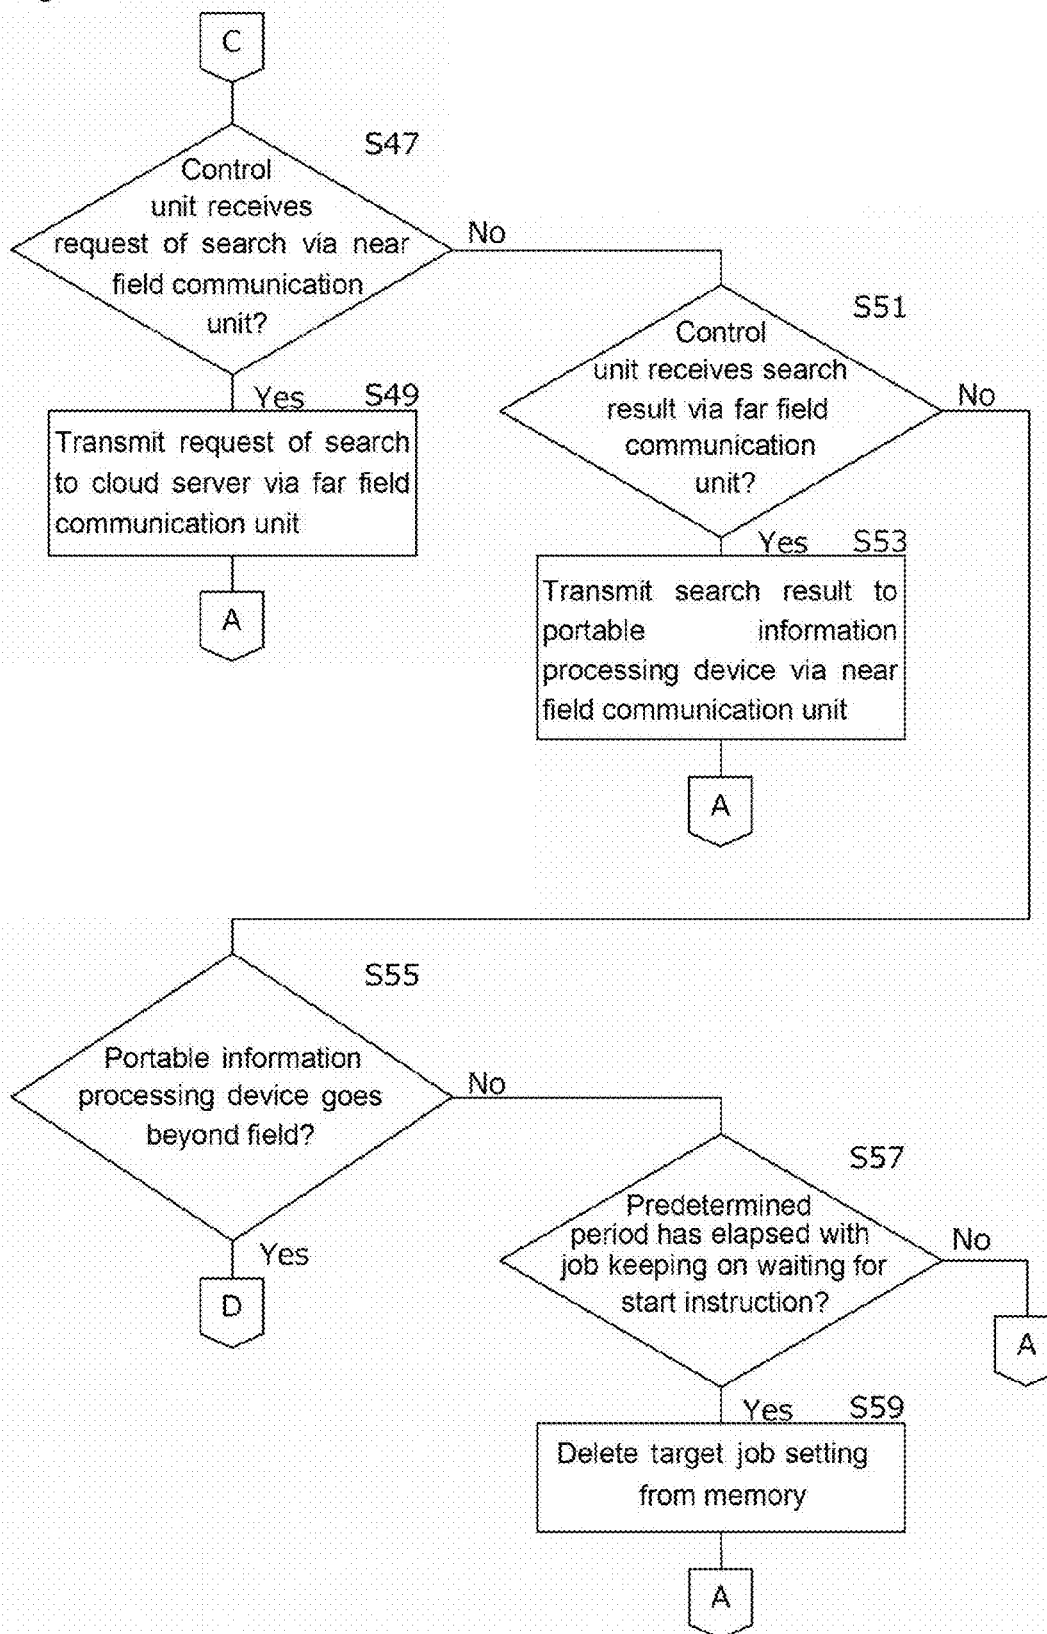 C
S47
Control
unit receives
request of search via near
field communication
unit?
No
Yes
S49
Transmit request of search
to cloud server via far field
communication unit
A
S51
Control
unit receives search
result via far field
communication
unit?
No
Yes
S53
Transmit search result to
portable information
processing device via near
field communication unit
A
S55
Portable information
processing device goes
beyond field?
No
Yes
D
S57
Predetermined
period has elapsed with
job keeping on waiting for
start instruction?
No
A
Yes
S59
Delete target job setting
from memory
A